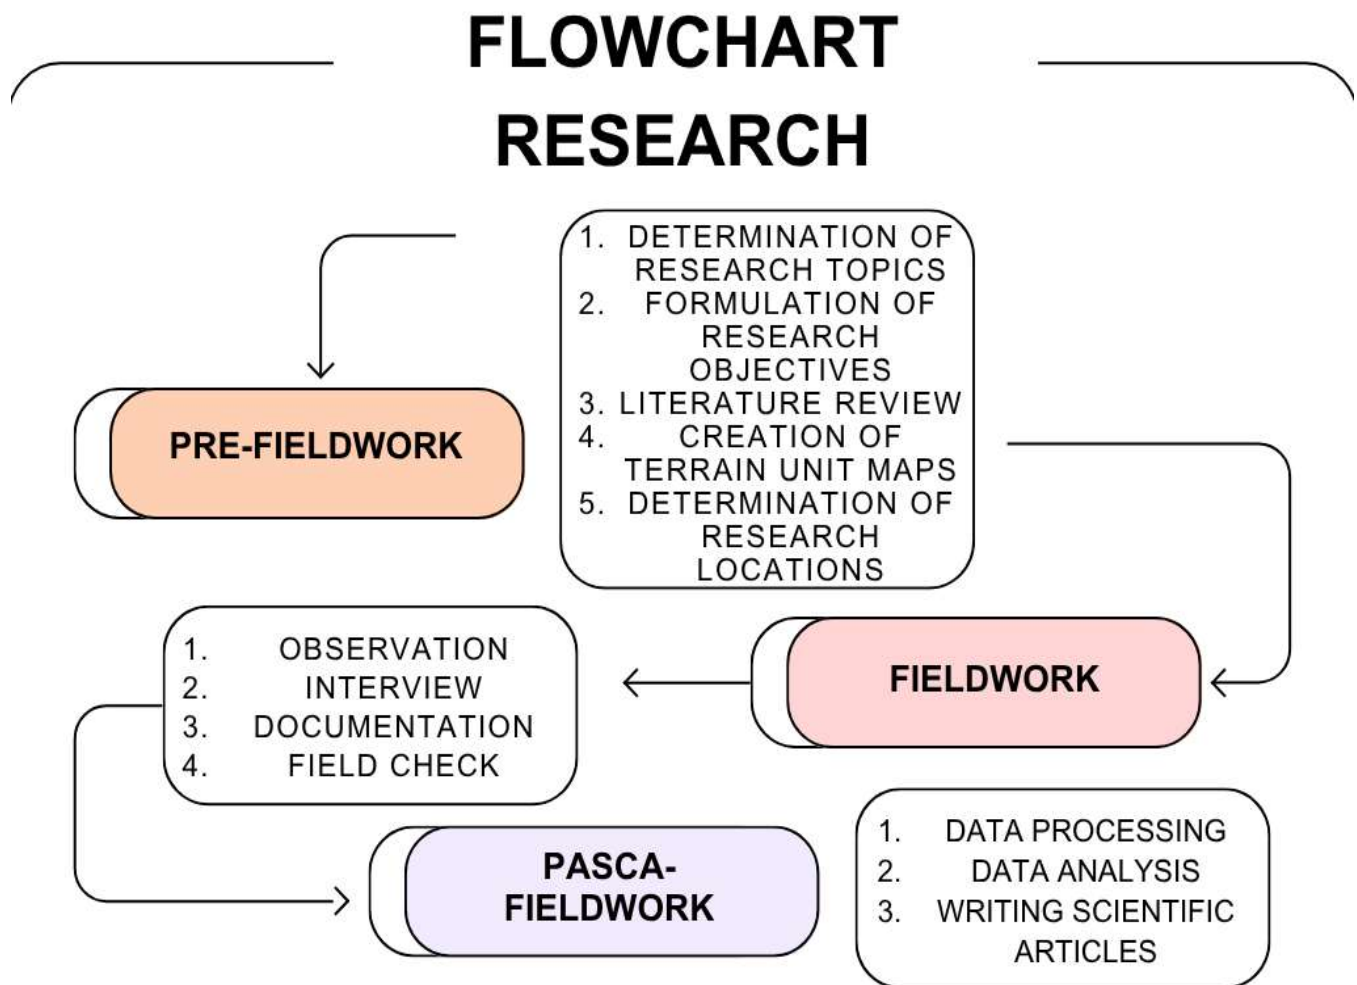 FLOWCHART
RESEARCH
PRE-FIELDWORK
1. DETERMINATION OF
RESEARCH TOPICS
2. FORMULATION OF
RESEARCH
OBJECTIVES
3. LITERATURE REVIEW
4. CREATION OF
TERRAIN UNIT MAPS
5. DETERMINATION OF
RESEARCH
LOCATIONS
FIELDWORK
1. OBSERVATION
2. INTERVIEW
3. DOCUMENTATION
4. FIELD CHECK
PASCA-
FIELDWORK
1. DATA PROCESSING
2. DATA ANALYSIS
3. WRITING SCIENTIFIC
ARTICLES